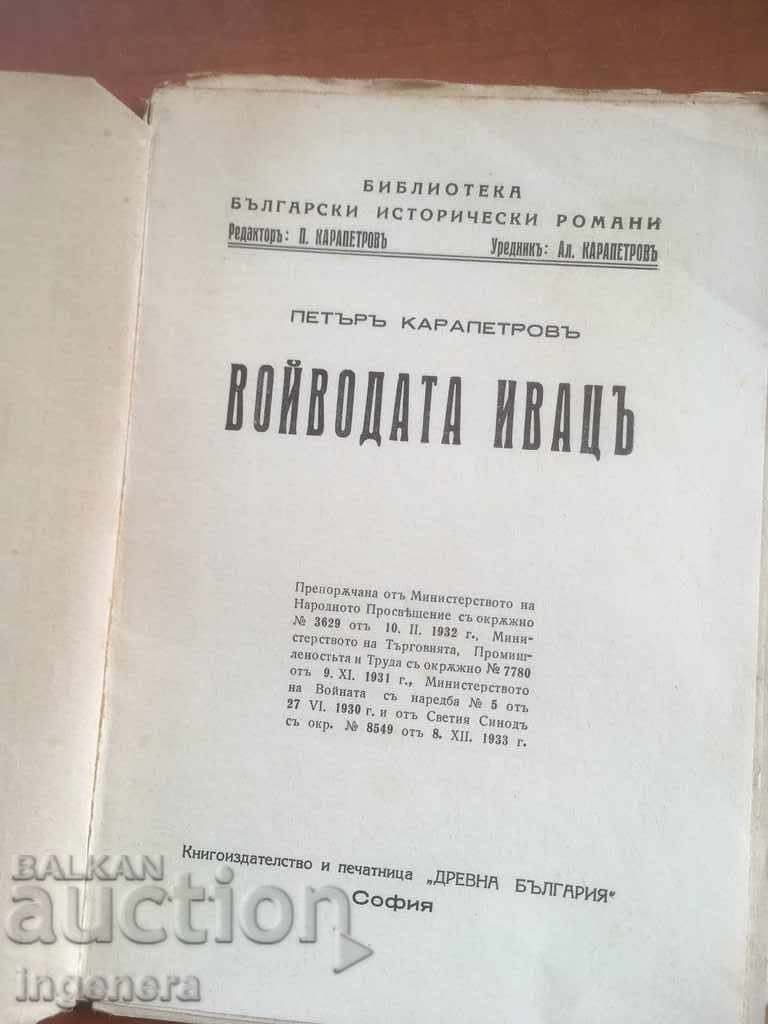 БИБЛИОТЕКА
БЪЛГАРСКИ ИСТОРИЧЕСКИ РОМАНИ
Редакторъ: П. КАРАПЕТРОВЪ Уредникъ: Ал. КАРАПЕТРОВЪ
ПЕТЪРЪ КАРАПЕТРОВЪ
ВОЙВОДАТА ИВАЦЪ
Препорѫчана отъ Министерството на
Народното Просвѣщение съ окрѫжно
№ 3629 отъ 10. II. 1932 г., Мини-
стерството на Търговията, Промиш-
леностьта и Труда съ окрѫжно № 7780
отъ 9. XI. 1931 г., Министерството
на Войната съ наредба № 5 отъ
27 VI. 1930 г. и отъ Светия Синодъ
съ окр. № 8549 отъ 8. XII. 1933 г.
Книгоиздателство и печатница „ДРЕВНА БЪЛГАРИЯ"
София
BALKAN
auction
ingenera